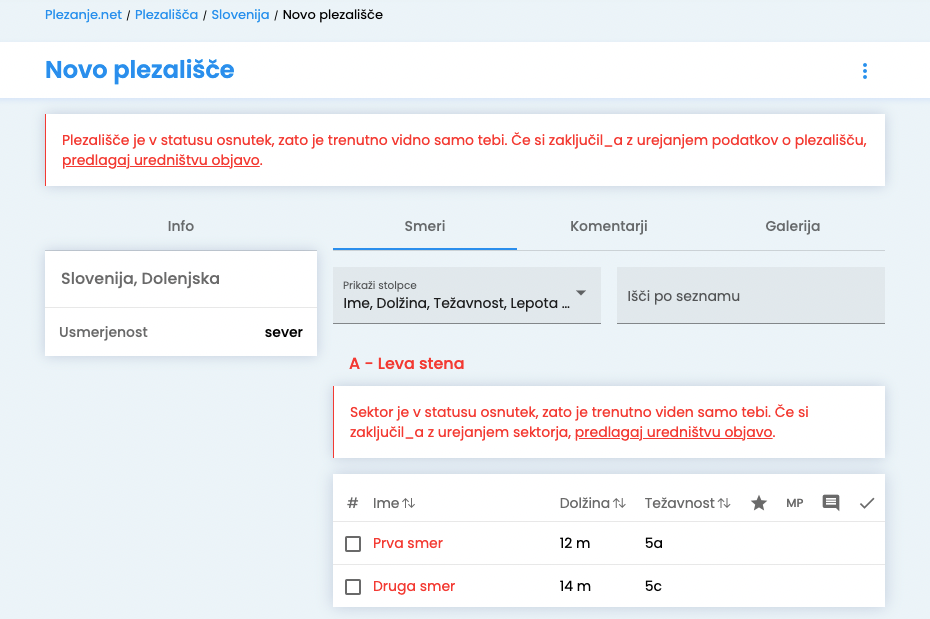 Plezanje.net / Plezališča / Slovenija / Novo plezališče
Novo plezališče
Plezališče je v statusu osnutek, zato je trenutno vidno samo tebi. Če si zaključil_a z urejanjem podatkov o plezališču,
predlagaj uredništvu objavo.
Info
Smeri
Komentarji
Galerija
Slovenija, Dolenjska
Usmerjenost sever
Prikaži stolpce
Ime, Dolžina, Težavnost, Lepota ...
Išči po seznamu
A - Leva stena
Sektor je v statusu osnutek, zato je trenutno viden samo tebi. Če si
zaključil_a z urejanjem sektorja, predlagaj uredništvu objavo.
# Ime Dolžina Težavnost MP
Prva smer 12 m 5a
Druga smer 14 m 5c